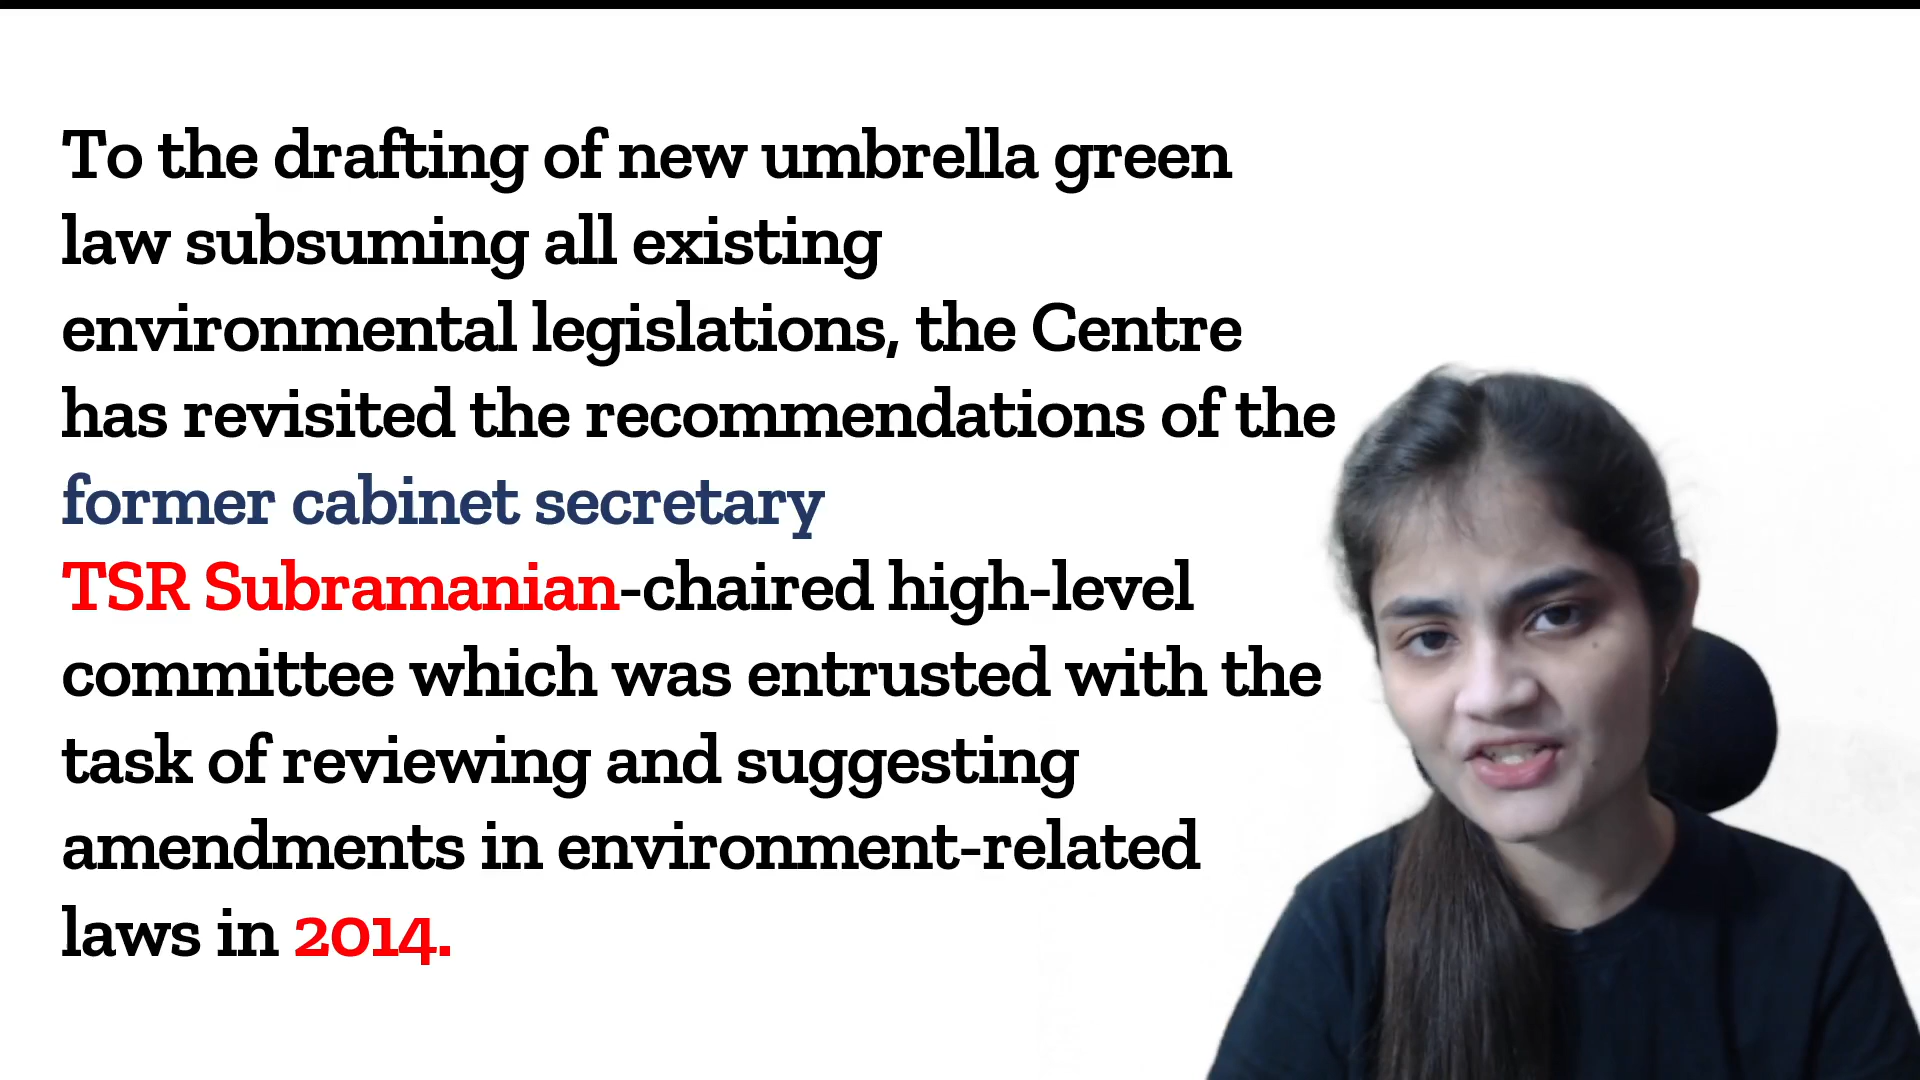 To the drafting of new umbrella green
law subsuming all existing
environmental legislations, the Centre
has revisited the recommendations of the
former cabinet secretary
TSR Subramanian-chaired high-level
committee which was entrusted with the
task of reviewing and suggesting
amendments in environment-related
laws in 2014.